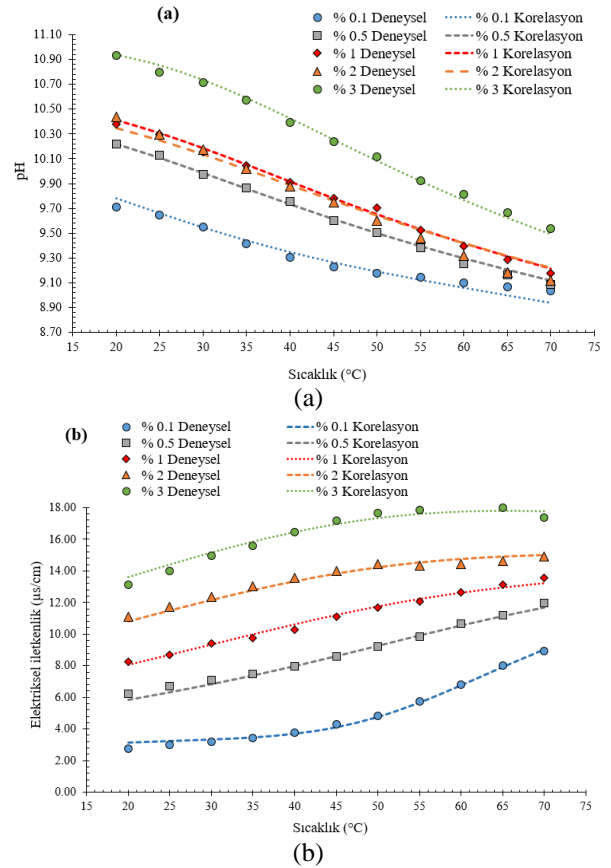 (a)
% 0.1 Deneysel % 0.1 Korelasyon
% 0.5 Deneysel % 0.5 Korelasyon
% 1 Deneysel % 1 Korelasyon
% 2 Deneysel % 2 Korelasyon
% 3 Deneysel % 3 Korelasyon
pH
11.10
10.90
10.70
10.50
10.30
10.10
9.90
9.70
9.50
9.30
9.10
8.90
8.70
15 20 25 30 35 40 45 50 55 60 65 70 75
Sıcaklık (°C)
(a)
(b)
% 0.1 Deneysel % 0.1 Korelasyon
% 0.5 Deneysel % 0.5 Korelasyon
% 1 Deneysel % 1 Korelasyon
% 2 Deneysel % 2 Korelasyon
% 3 Deneysel % 3 Korelasyon
Elektriksel iletkenlik (µs/cm)
18.00
16.00
14.00
12.00
10.00
8.00
6.00
4.00
2.00
0.00
15 20 25 30 35 40 45 50 55 60 65 70 75
Sıcaklık (°C)
(b)